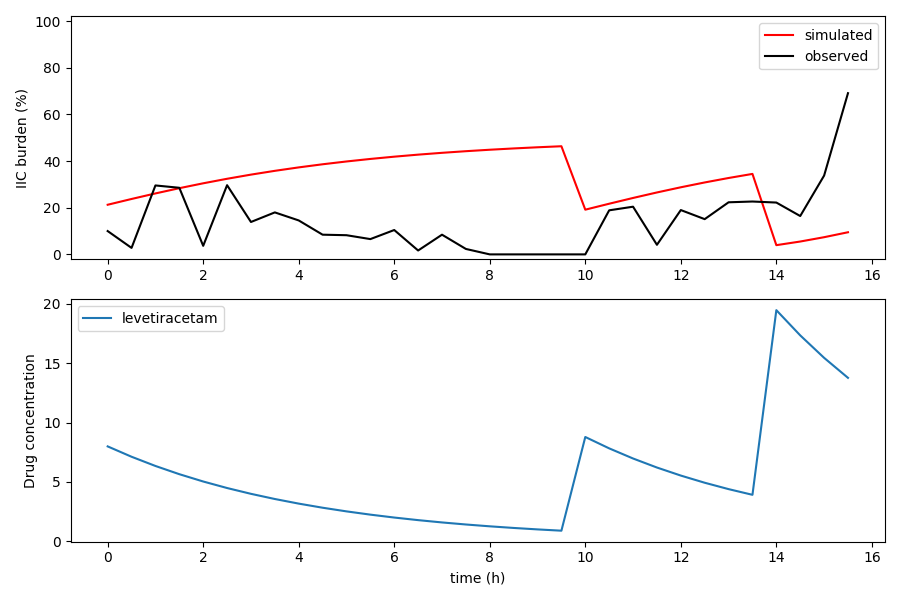 100
80
60
40
20
0
IIC burden (%)
simulated
observed
0 2 4 6 8 10 12 14 16
20
15
10
5
0
Drug concentration
levetiracetam
0 2 4 6 8 10 12 14 16
time (h)